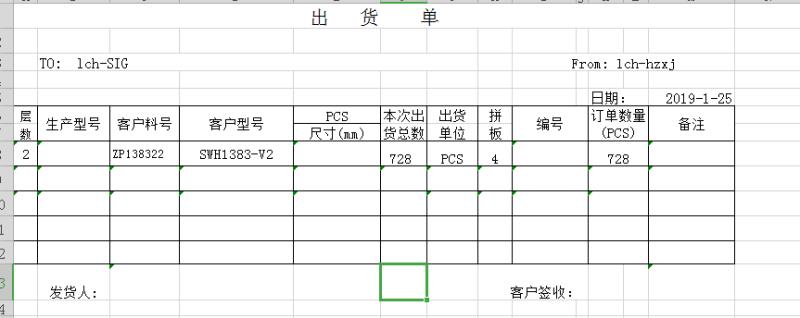 出 货 单
TO: lch-SIG From: lch-hzxj
日期: 2019-1-25
层数 生产型号 客户料号 客户型号 PCS 尺寸(mm) 本次出货总数 出货单位 拼板 编号 订单数量(PCS) 备注
2 ZP138322 SWH1383-V2 728 PCS 4 728
发货人: 客户签收: